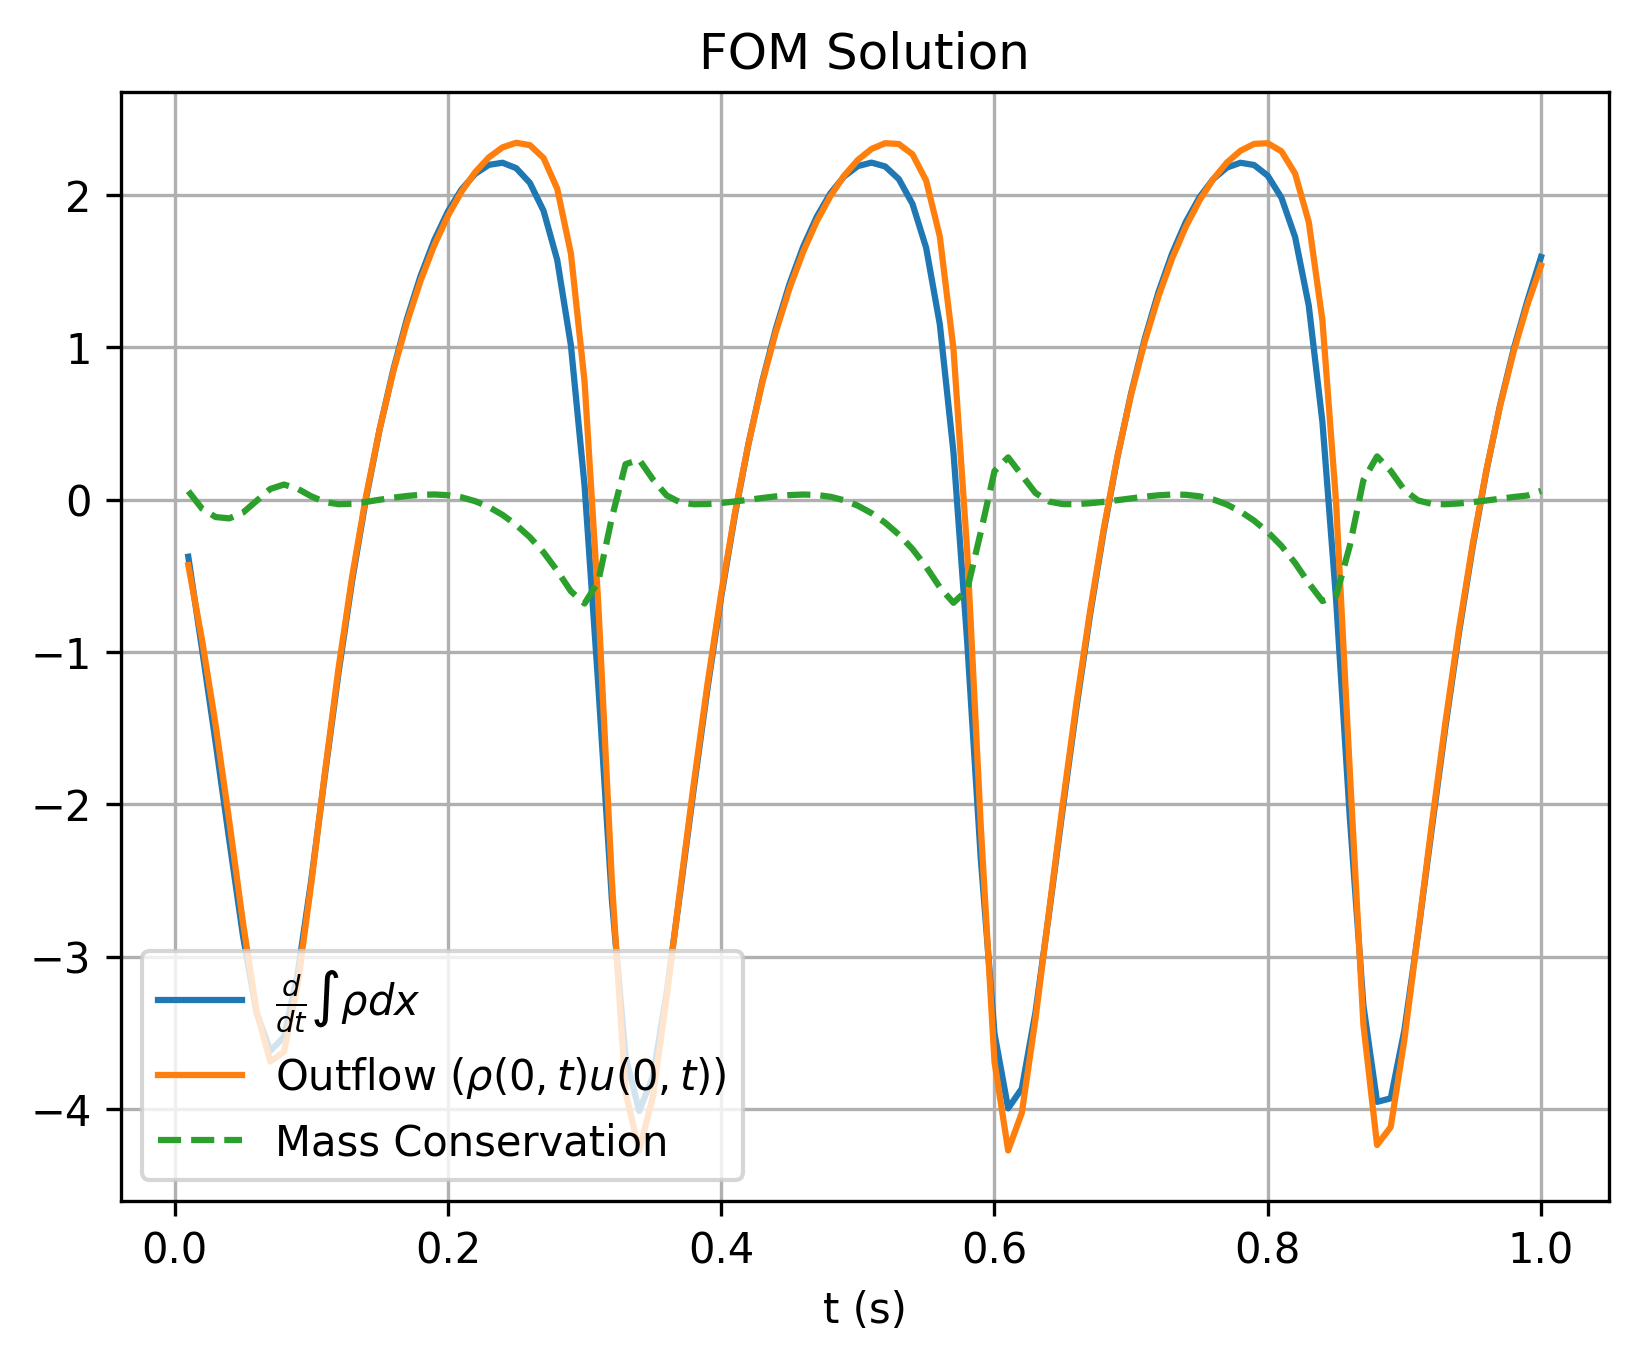 FOM Solution
2
1
0
−1
−2
−3
−4
d/dt ∫ρdx
Outflow (ρ(0, t)u(0, t))
Mass Conservation
0.0 0.2 0.4 0.6 0.8 1.0
t (s)